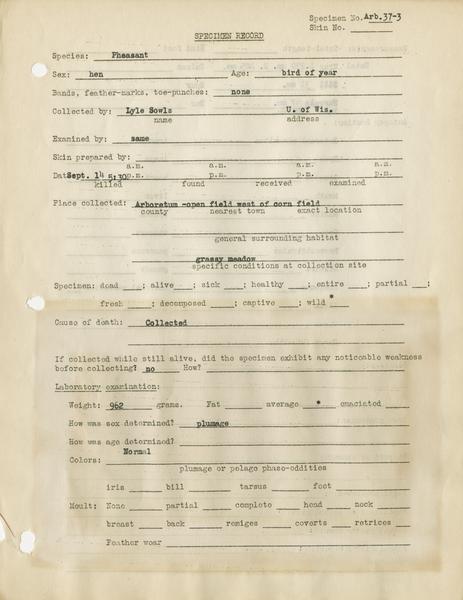 Specimen No. Arb.37-3
Skin No.
SPECIMEN RECORD
Species: Pheasant
Sex: hen Age: bird of year
Bands, feather-marks, toe-punches: none
Collected by: Lyle Sowls U. of Wis.
name address
Examined by: same
Skin prepared by:
a.m. a.m. a.m. a.m.
Date Sept. 14 5:30 p.m. p.m. p.m. p.m.
killed found received examined
Place collected: Arboretum -open field west of corn field
county nearest town exact location
general surrounding habitat
grassy meadow
specific conditions at collection site
Specimen: dead ; alive ; sick ; healthy ; entire ; partial ;
fresh ; decomposed ; captive ; wild *
Cause of death: Collected
If collected while still alive, did the specimen exhibit any noticeable weakness
before collecting? no How?
Laboratory examination:
Weight: 962 grams. Fat average * emaciated
How was sex determined? plumage
How was age determined?
Normal
Colors:
plumage or pelage phase-oddities
iris bill tarsus foot
Moult: None partial complete head neck
breast back remiges coverts retrices
Feather wear